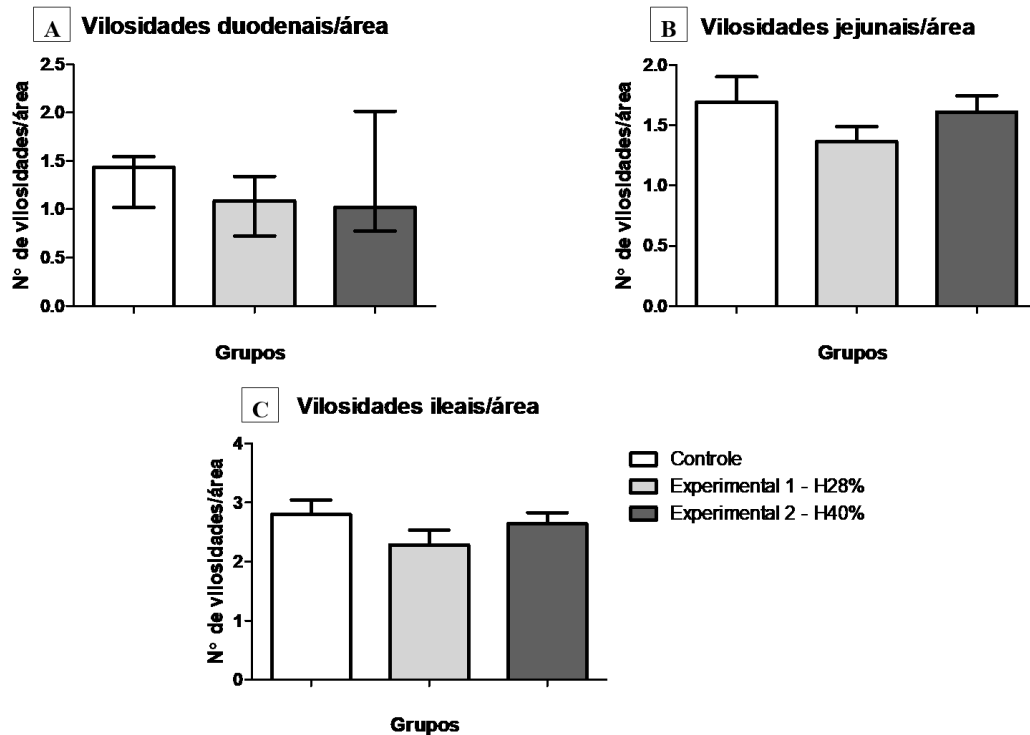 A Vilosidades duodenais/área
N° de vilosidades/área
2.5
2.0
1.5
1.0
0.5
0.0
Grupos
B Vilosidades jejunais/área
N° de vilosidades/área
2.0
1.5
1.0
0.5
0.0
Grupos
C Vilosidades ileais/área
N° de vilosidades/área
4
3
2
1
0
Grupos
Controle
Experimental 1 - H28%
Experimental 2 - H40%